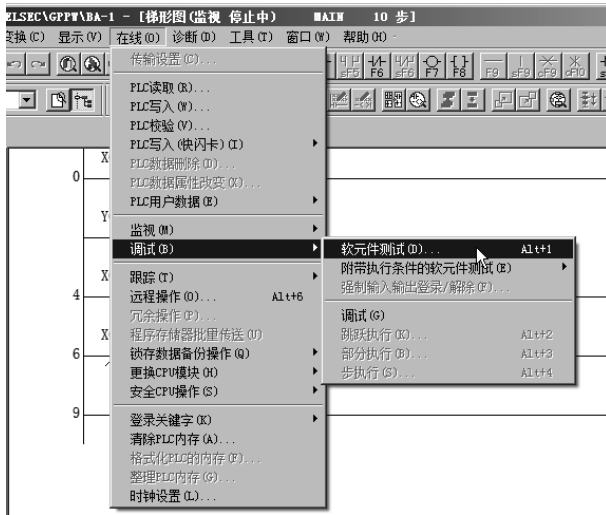 ELSEC\GPPW\BA-1 - [梯形图(监视 停止中) MAIN 10 步]
变换(C) 显示(V) 在线(O) 诊断(D) 工具(T) 窗口(W) 帮助(H)
sF5 F6 sF6 F7 F8 F9 sF9 cF9 cF10
传输设置(C)...
PLC读取(R)...
PLC写入(W)...
PLC校验(V)...
PLC写入(快闪卡)(I)
PLC数据删除(D)...
PLC数据属性改变(X)...
PLC用户数据(E)
监视(M)
调试(B)
跟踪(T)
远程操作(O)... Alt+6
冗余操作(P)...
程序存储器批量传送(U)
锁存数据备份操作(Q)
更换CPU模块(H)
安全CPU操作(S)
登录关键字(K)
清除PLC内存(A)...
格式化PLC的内存(F)...
整理PLC内存(G)...
时钟设置(L)...
软元件测试(D)... Alt+1
附带执行条件的软元件测试(E)
强制输入输出登录/解除(F)...
调试(G)
跳跃执行(K)... Alt+2
部分执行(B)... Alt+3
步执行(S)... Alt+4
X
0
Y
X
4
X
6
9